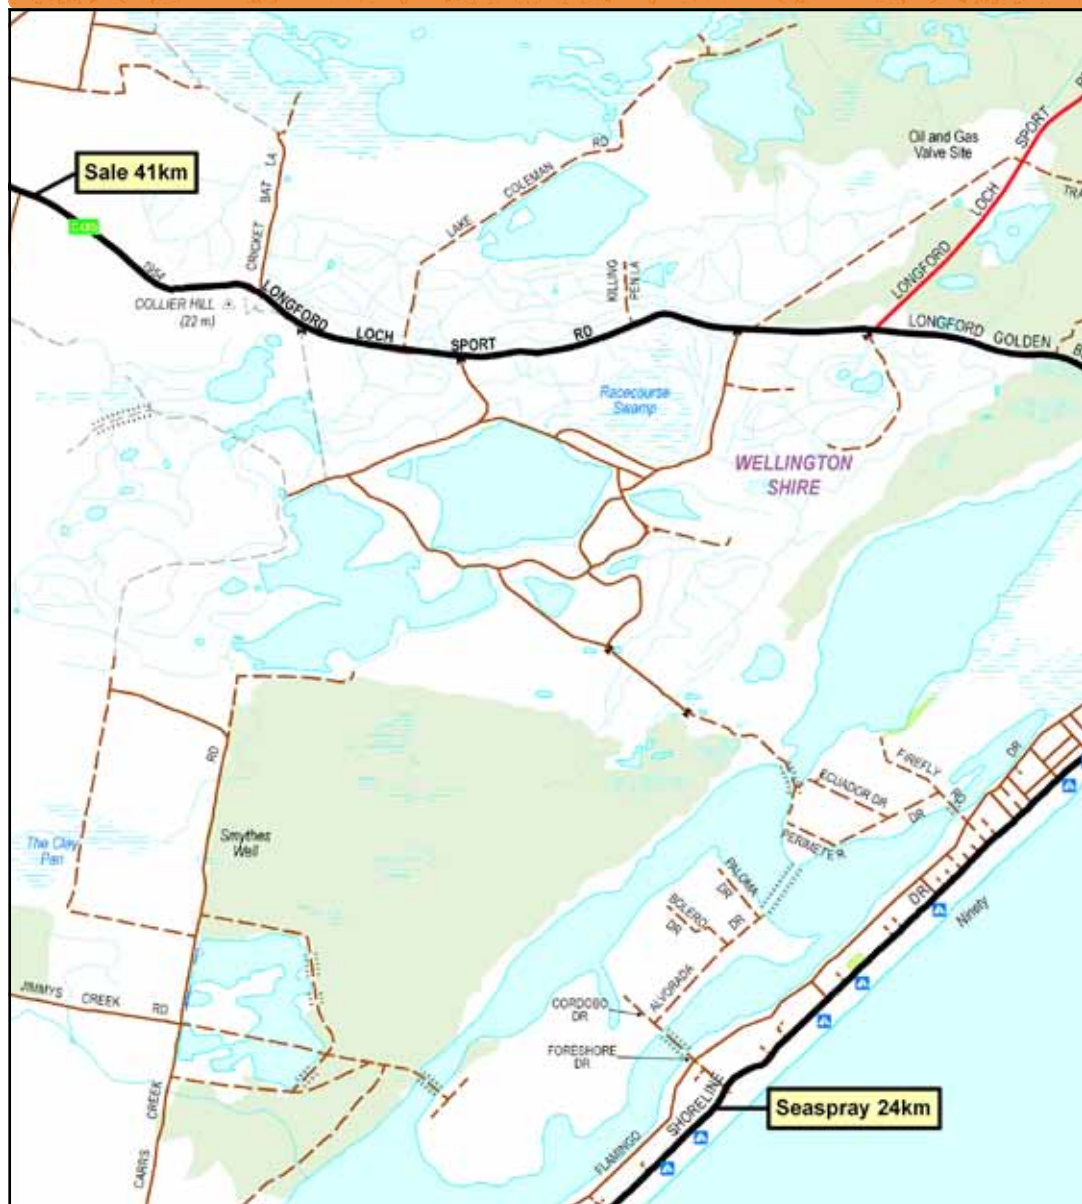 Oil and Gas
Valve Site
SPORT
LOCH
LONGFORD
Sale 41km
CRICKET BAT LA
LAKE COLEMAN RD
KILLING
PEN LA
COLLIER HILL
(22 m)
LONGFORD LOCH SPORT RD
LONGFORD GOLDEN
Racecourse
Swamp
WELLINGTON
SHIRE
RD
Smythes
Well
The Clay
Pan
FIREFLY RD
ECUADOR DR
DR
PERIMETER DR
PALOMA
DR
BOLERO
DR
ALVORADA DR
DR
Ninety
CORDOBO
DR
FORESHORE
DR
JIMMYS CREEK RD
CARRS CREEK
FLAMINGO
SHORELINE
Seaspray 24km